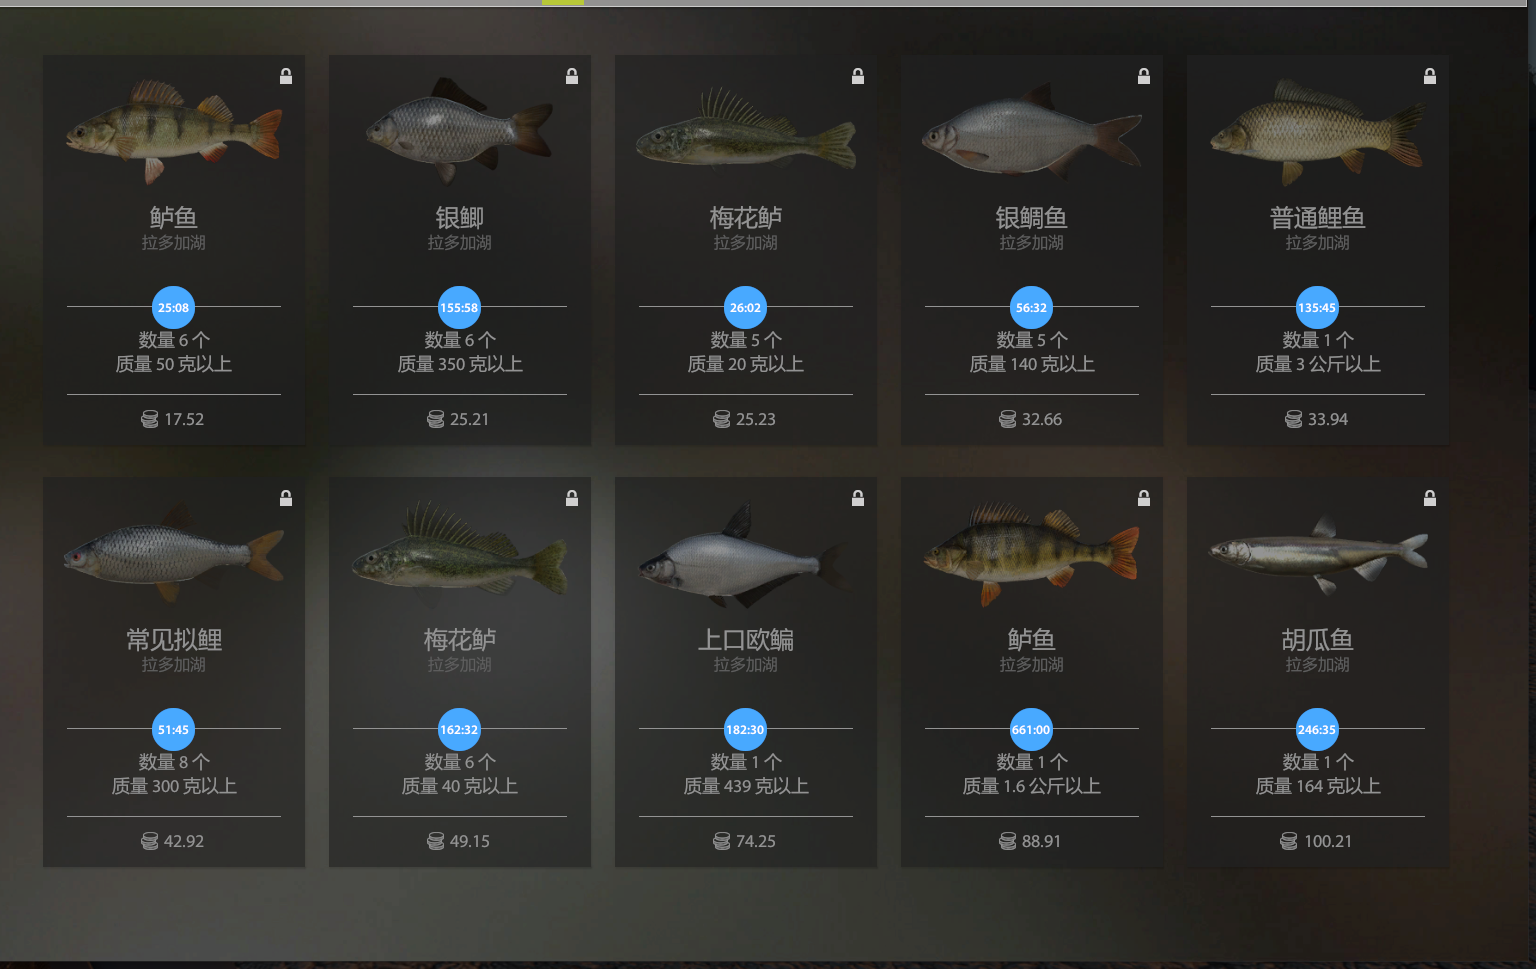 鲈鱼
拉多加湖
25:08
数量 6 个
质量 50 克以上
17.52
银鲫
拉多加湖
155:58
数量 6 个
质量 350 克以上
25.21
梅花鲈
拉多加湖
26:02
数量 5 个
质量 20 克以上
25.23
银鲷鱼
拉多加湖
56:32
数量 5 个
质量 140 克以上
32.66
普通鲤鱼
拉多加湖
135:45
数量 1 个
质量 3 公斤以上
33.94
常见拟鲤
拉多加湖
51:45
数量 8 个
质量 300 克以上
42.92
梅花鲈
拉多加湖
162:32
数量 6 个
质量 40 克以上
49.15
上口欧鳊
拉多加湖
182:30
数量 1 个
质量 439 克以上
74.25
鲈鱼
拉多加湖
661:00
数量 1 个
质量 1.6 公斤以上
88.91
胡瓜鱼
拉多加湖
246:35
数量 1 个
质量 164 克以上
100.21